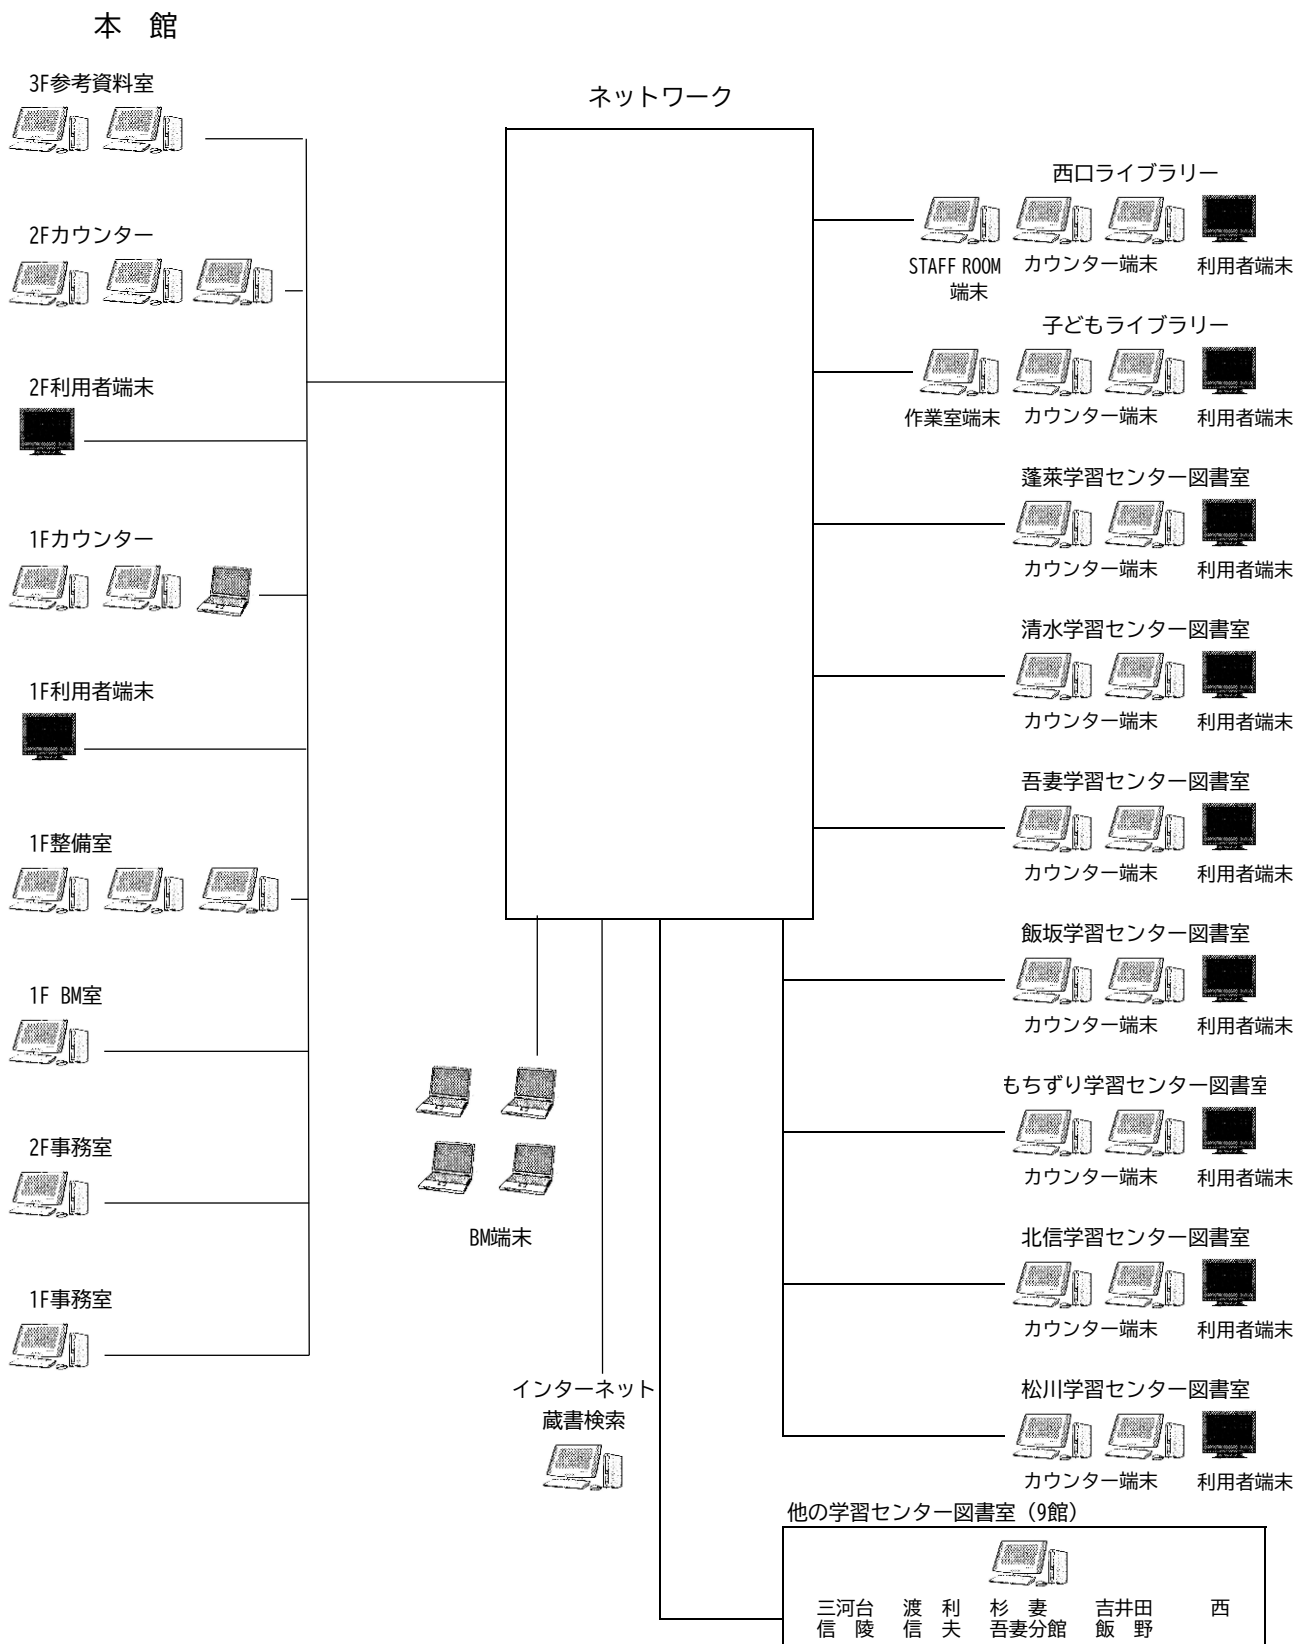 本　館
3F参考資料室
2Fカウンター
2F利用者端末
1Fカウンター
1F利用者端末
1F整備室
1F BM室
2F事務室
1F事務室
ネットワーク
BM端末
インターネット
蔵書検索
西口ライブラリー
STAFF ROOM
端末
カウンター端末
利用者端末
子どもライブラリー
作業室端末
カウンター端末
利用者端末
蓬萊学習センター図書室
カウンター端末
利用者端末
清水学習センター図書室
カウンター端末
利用者端末
吾妻学習センター図書室
カウンター端末
利用者端末
飯坂学習センター図書室
カウンター端末
利用者端末
もちずり学習センター図書室
カウンター端末
利用者端末
北信学習センター図書室
カウンター端末
利用者端末
松川学習センター図書室
カウンター端末
利用者端末
他の学習センター図書室（9館）
三河台　渡　利　杉　妻　吉井田　西
信　陵　信　夫　吾妻分館　飯　野